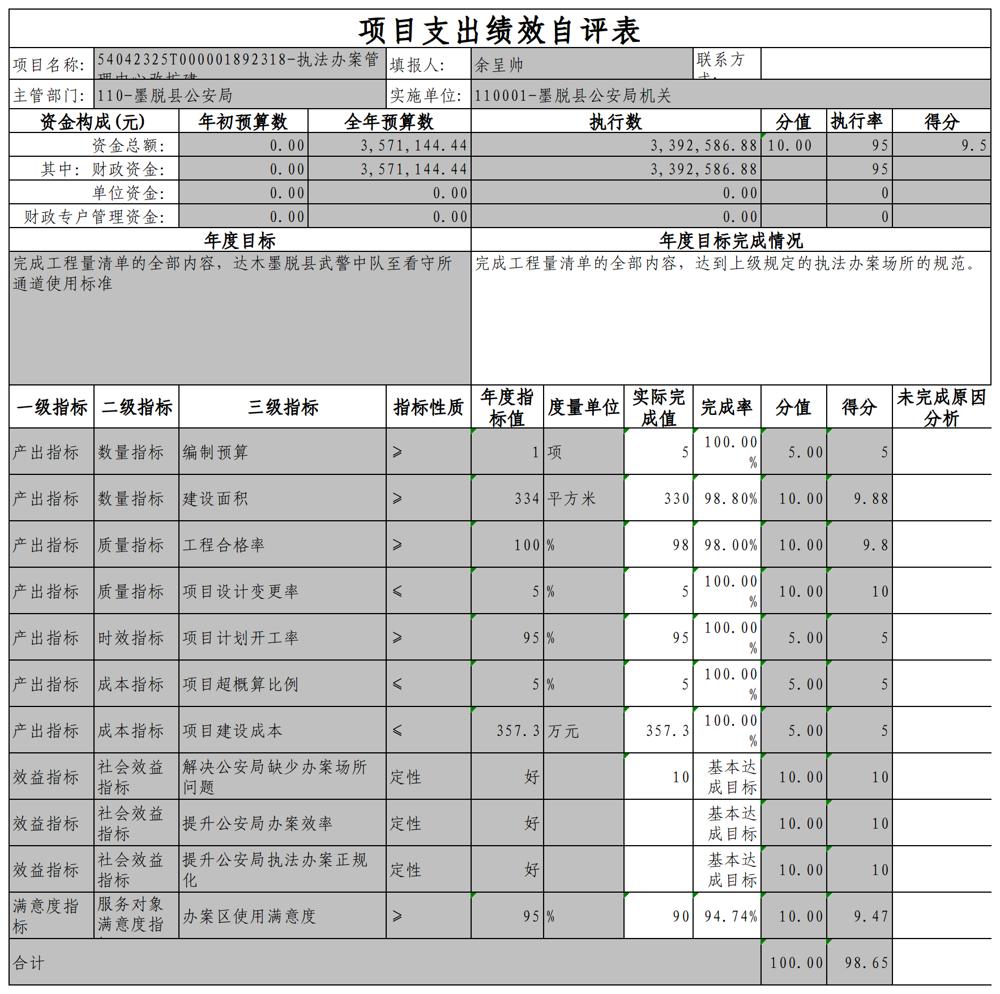 项目支出绩效自评表
项目名称: 54042325T000001892318-执法办案管 填报人: 余呈帅 联系方
主管部门: 110-墨脱县公安局 实施单位: 110001-墨脱县公安局机关
资金构成(元) 年初预算数 全年预算数 执行数 分值 执行率 得分
资金总额: 0.00 3,571,144.44 3,392,586.88 10.00 95 9.5
其中: 财政资金: 0.00 3,571,144.44 3,392,586.88 95
单位资金: 0.00 0.00 0.00 0
财政专户管理资金: 0.00 0.00 0.00 0
年度目标 年度目标完成情况
完成工程量清单的全部内容，达木墨脱县武警中队至看守所 完成工程量清单的全部内容，达到上级规定的执法办案场所的规范。
通道使用标准
一级指标 二级指标 三级指标 指标性质 年度指标值 度量单位 实际完成值 完成率 分值 得分 未完成原因分析
产出指标 数量指标 编制预算 ≥ 1 项 5 100.00% 5.00 5
产出指标 数量指标 建设面积 ≥ 334 平方米 330 98.80% 10.00 9.88
产出指标 质量指标 工程合格率 ≥ 100 % 98 98.00% 10.00 9.8
产出指标 质量指标 项目设计变更率 ≤ 5 % 5 100.00% 10.00 10
产出指标 时效指标 项目计划开工率 ≥ 95 % 95 100.00% 5.00 5
产出指标 成本指标 项目超概算比例 ≤ 5 % 5 100.00% 5.00 5
产出指标 成本指标 项目建设成本 ≤ 357.3 万元 357.3 100.00% 5.00 5
效益指标 社会效益指标 解决公安局缺少办案场所问题 定性 好 10 基本达成目标 10.00 10
效益指标 社会效益指标 提升公安局办案效率 定性 好 基本达成目标 10.00 10
效益指标 社会效益指标 提升公安局执法办案正规化 定性 好 基本达成目标 10.00 10
满意度指标 服务对象满意度指 办案区使用满意度 ≥ 95 % 90 94.74% 10.00 9.47
合计 100.00 98.65